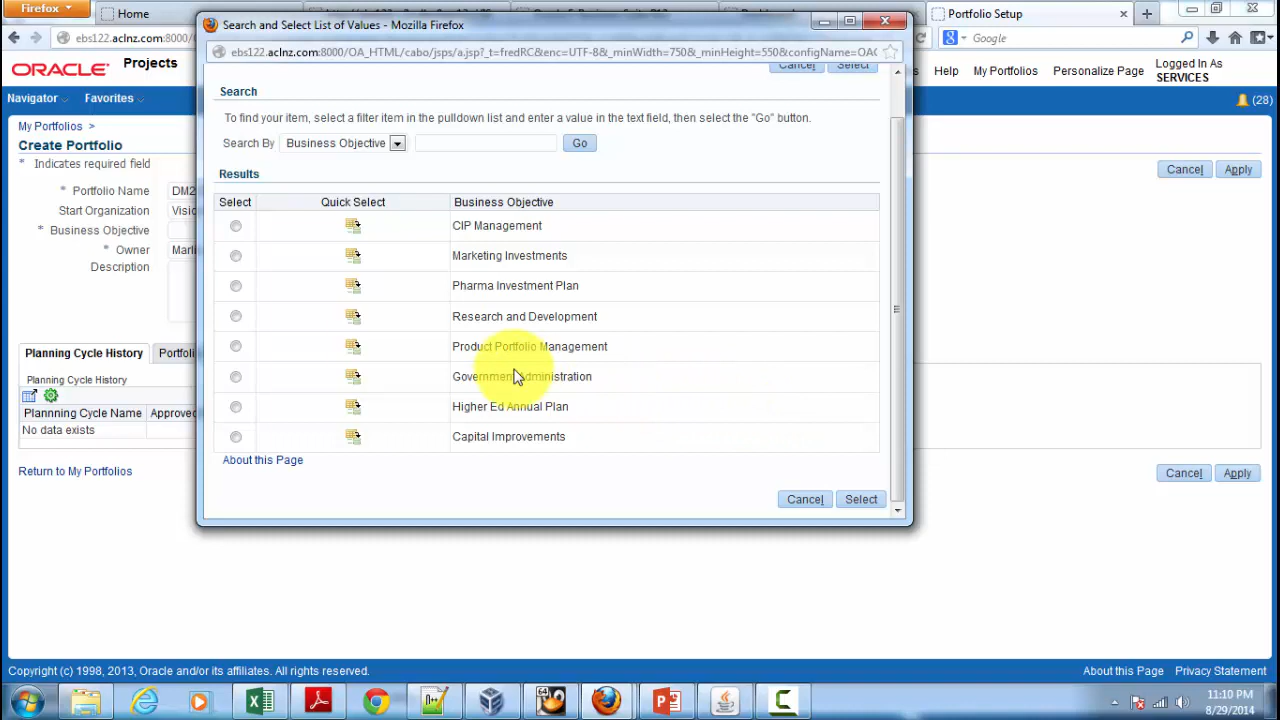 Firefox
Home
Portfolio Setup
Search and Select List of Values - Mozilla Firefox
ebs122.aclnz.com:8000/
ebs122.aclnz.com:8000/OA_HTML/cabo/jsps/a.jsp?_t=fredRC&enc=UTF-8&_minWidth=750&_minHeight=550&configName=OAC
Google
ORACLE Projects
Help My Portfolios Personalize Page Logged In As SERVICES
Navigator Favorites (28)
My Portfolios >
Create Portfolio
* Indicates required field
Cancel Apply
* Portfolio Name DM2
Start Organization Visio
* Business Objective
* Owner Marli
Description
Cancel Select
Search
To find your item, select a filter item in the pulldown list and enter a value in the text field, then select the "Go" button.
Search By Business Objective Go
Results
Select Quick Select Business Objective
CIP Management
Marketing Investments
Pharma Investment Plan
Research and Development
Product Portfolio Management
Government Administration
Higher Ed Annual Plan
Capital Improvements
About this Page
Cancel Select
Planning Cycle History Portfoli
Planning Cycle History
Plannning Cycle Name Approved
No data exists
Return to My Portfolios
Cancel Apply
Copyright (c) 1998, 2013, Oracle and/or its affiliates. All rights reserved.
About this Page Privacy Statement
64
11:10 PM
8/29/2014